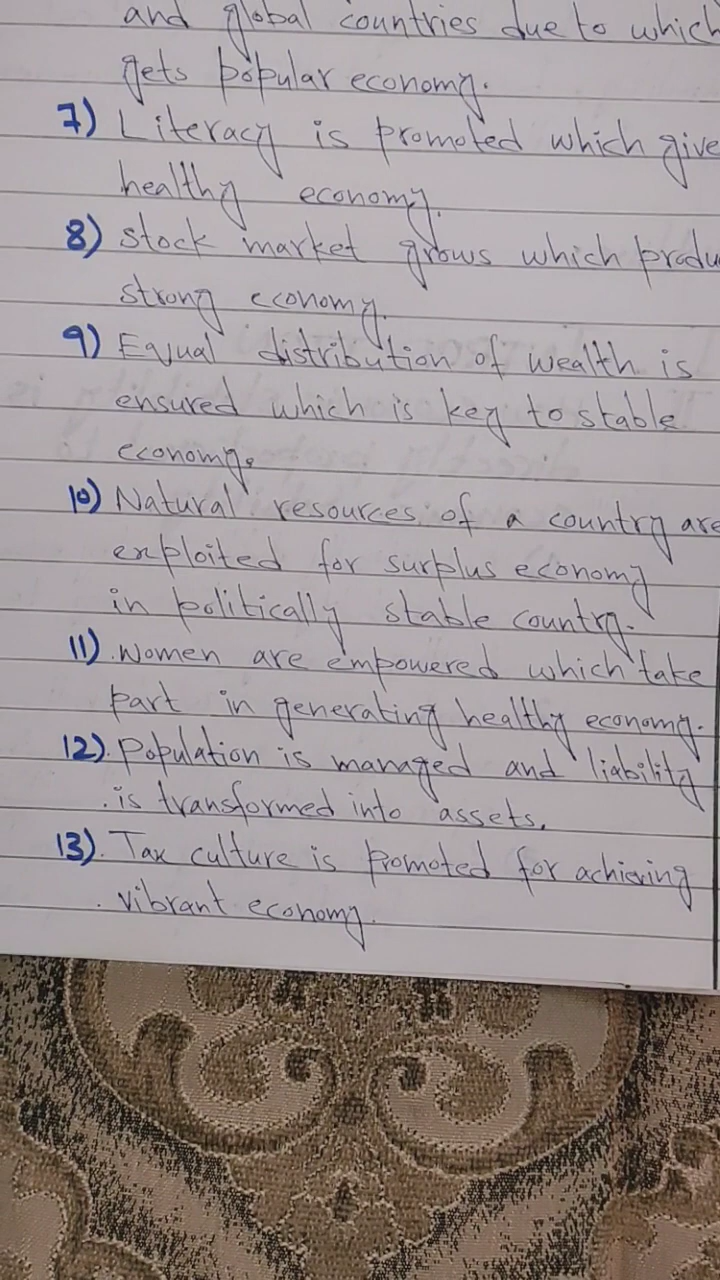 and global countries due to which
gets popular economy.
7) Literacy is promoted which give
healthy economy.
8) stock market grows which produ
strong economy.
9) Equal distribution of wealth is
ensured which is key to stable
economy.
10) Natural resources of a country are
exploited for surplus economy
in politically stable country.
11). women are empowered which take
part in generating healthy economy.
12). population is managed and liability
.is transformed into assets.
13). Tax culture is promoted for achieving
. vibrant economy.